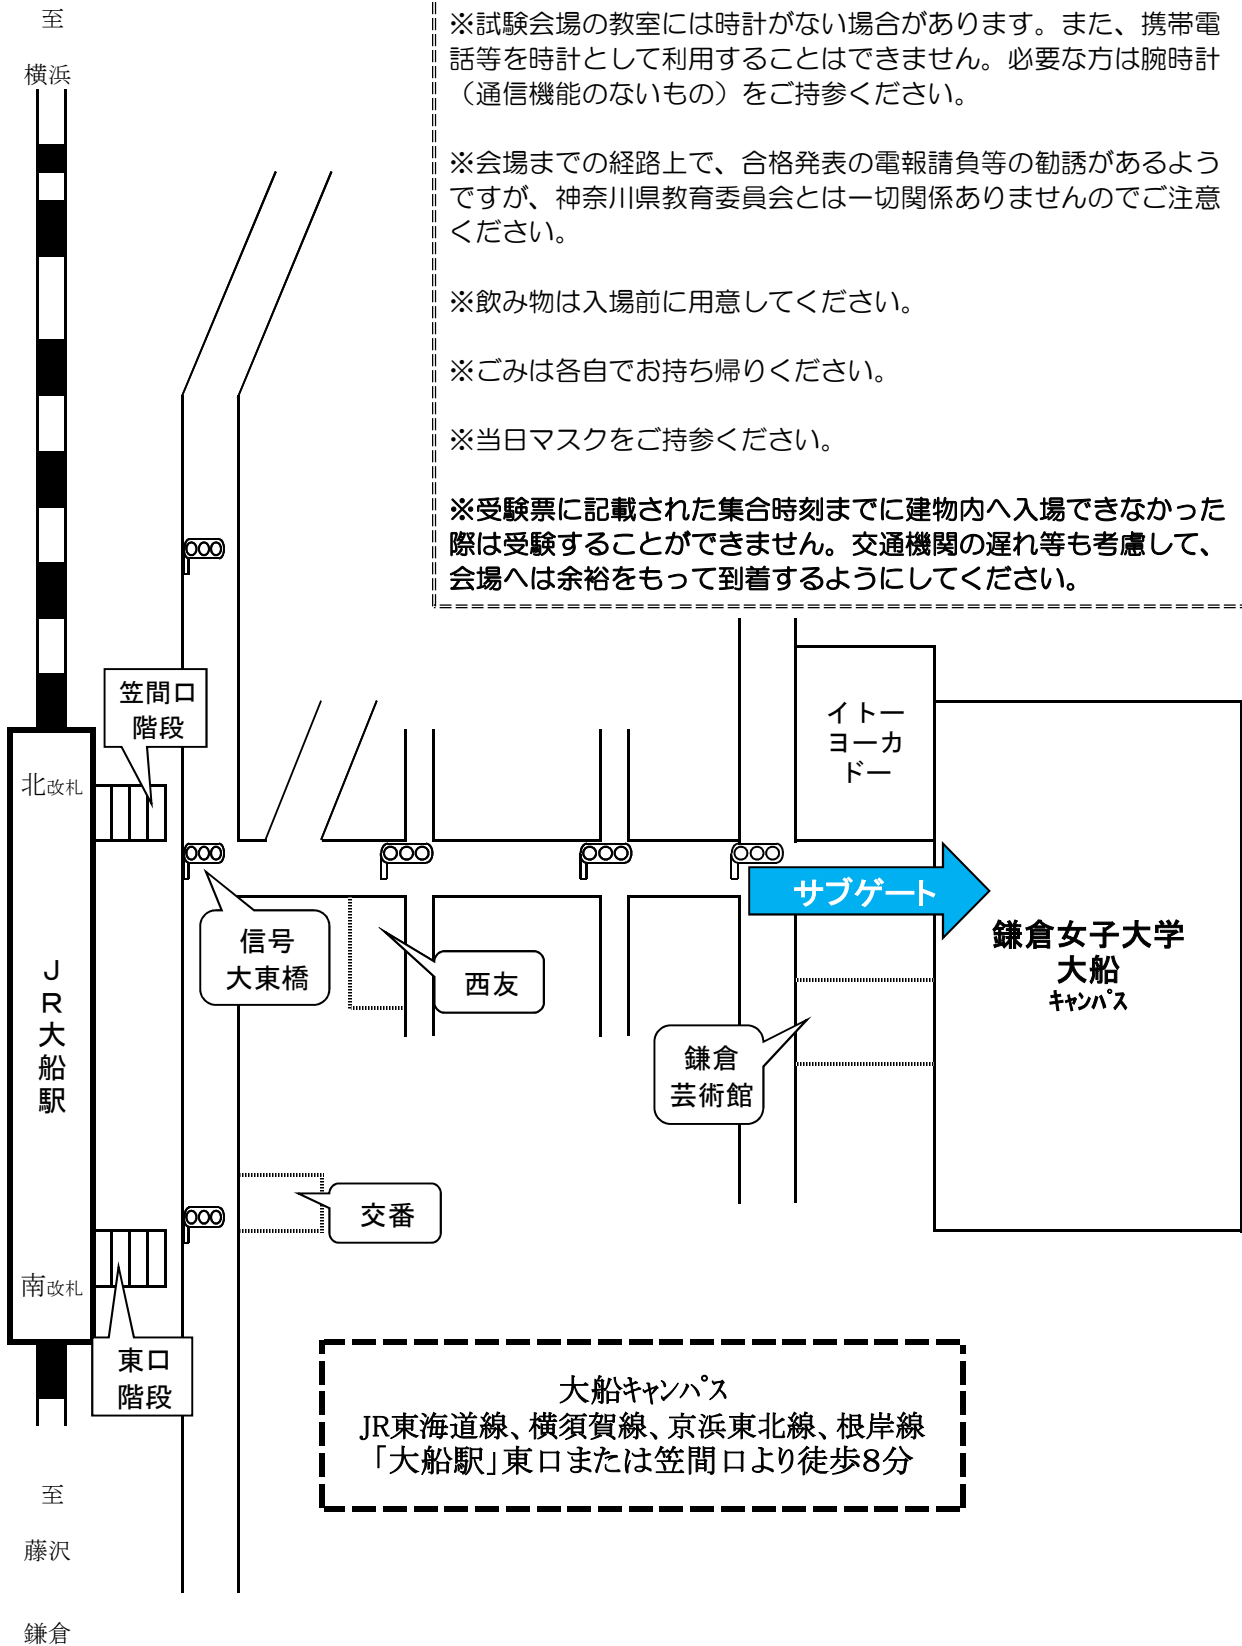 至
横浜
※試験会場の教室には時計がない場合があります。また、携帯電
話等を時計として利用することはできません。必要な方は腕時計
（通信機能のないもの）をご持参ください。
※会場までの経路上で、合格発表の電報請負等の勧誘があるよう
ですが、神奈川県教育委員会とは一切関係ありませんのでご注意
ください。
※飲み物は入場前に用意してください。
※ごみは各自でお持ち帰りください。
※当日マスクをご持参ください。
※受験票に記載された集合時刻までに建物内へ入場できなかった
際は受験することができません。交通機関の遅れ等も考慮して、
会場へは余裕をもって到着するようにしてください。
笠間口
階段
イトー
ヨーカ
ドー
北改札
サブゲート
信号
大東橋
西友
鎌倉女子大学
大船
ｷｬﾝﾊﾟｽ
ＪＲ大船駅
鎌倉
芸術館
交番
南改札
東口
階段
大船ｷｬﾝﾊﾟｽ
JR東海道線、横須賀線、京浜東北線、根岸線
「大船駅」東口または笠間口より徒歩8分
至
藤沢
鎌倉